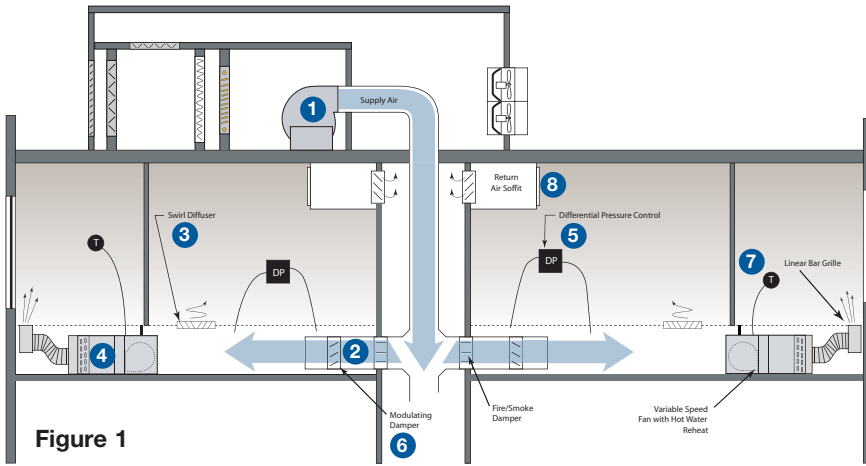 1
Supply Air
Return
Air Soffit
8
Swirl Diffuser
3
Differential Pressure Control
5
T
DP
DP
7
T
Linear Bar Grille
4
2
Modulating
Damper
6
Fire/Smoke
Damper
Variable Speed
Fan with Hot Water
Reheat
Figure 1